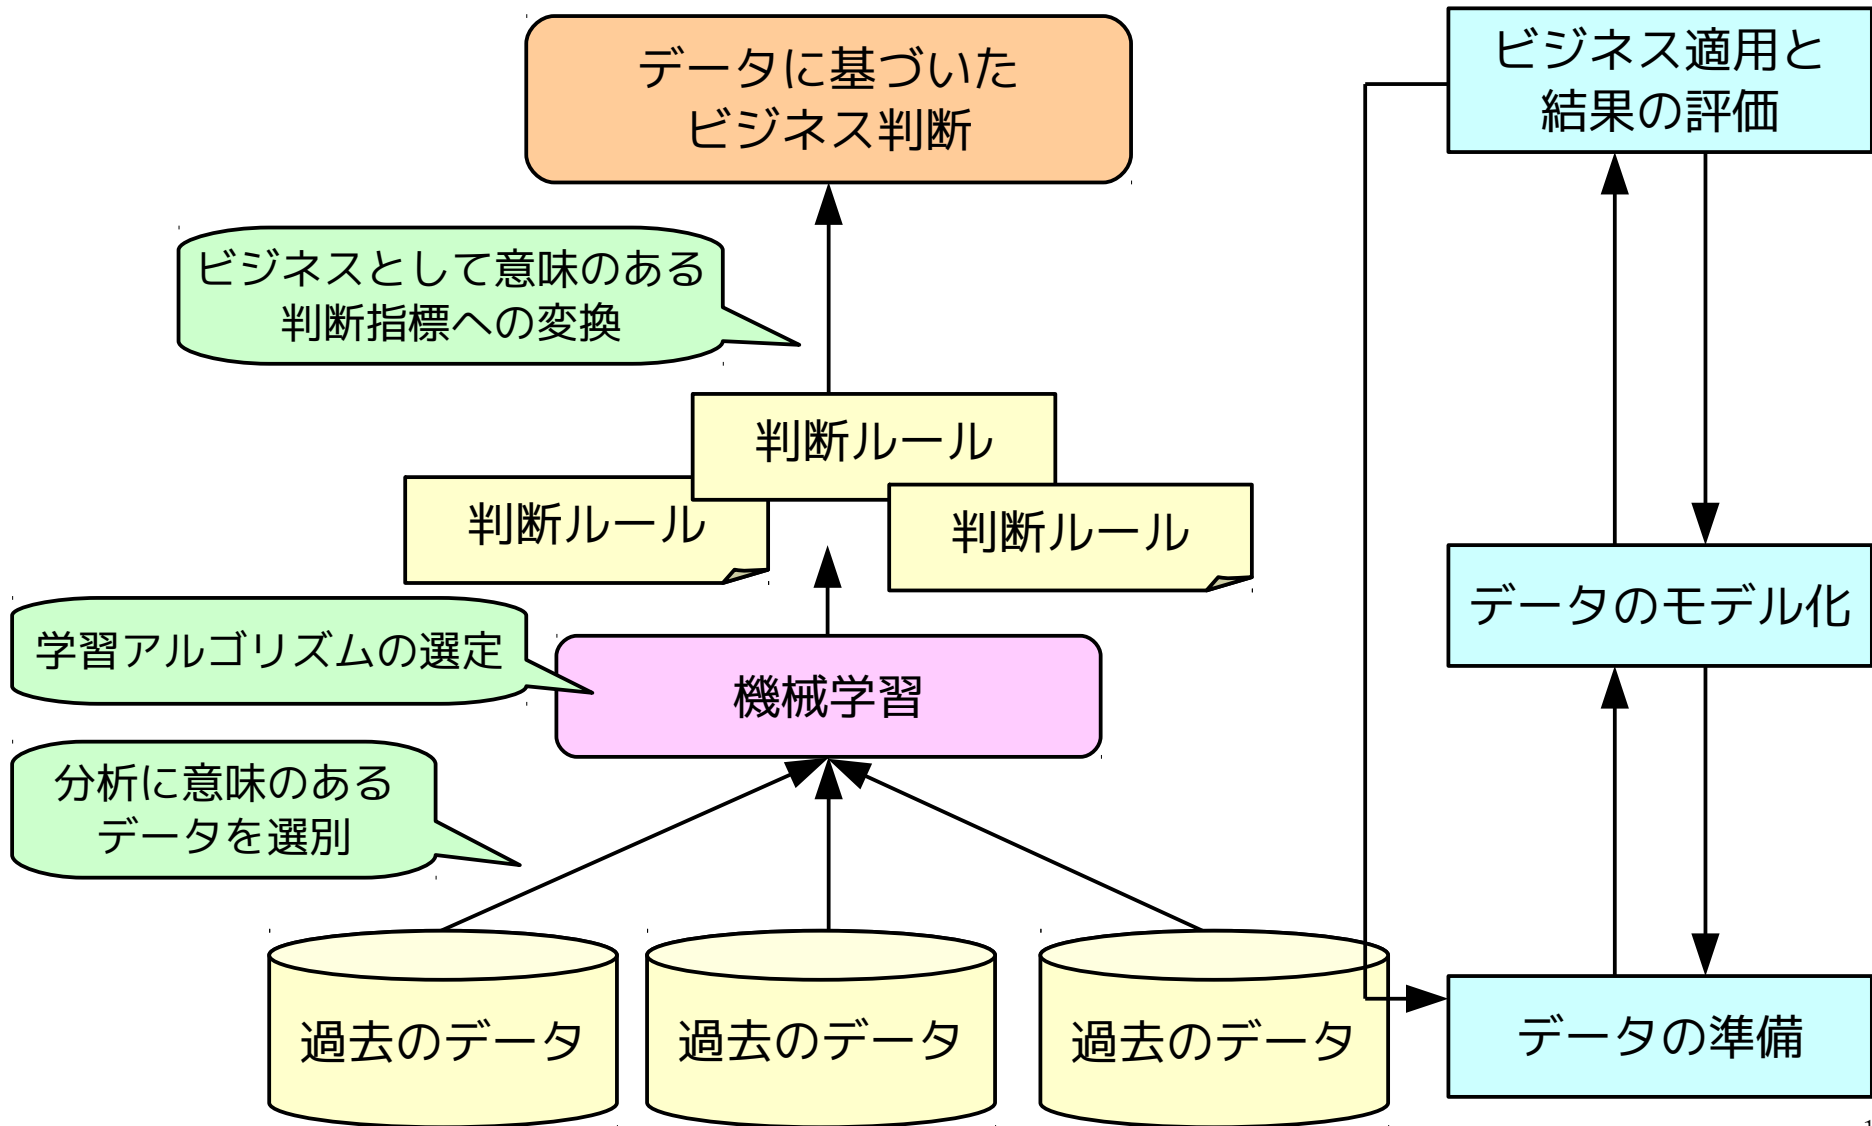 データに基づいた
ビジネス判断
ビジネス適用と
結果の評価
ビジネスとして意味のある
判断指標への変換
判断ルール
判断ルール
判断ルール
学習アルゴリズムの選定
機械学習
データのモデル化
分析に意味のある
データを選別
過去のデータ
過去のデータ
過去のデータ
データの準備
1